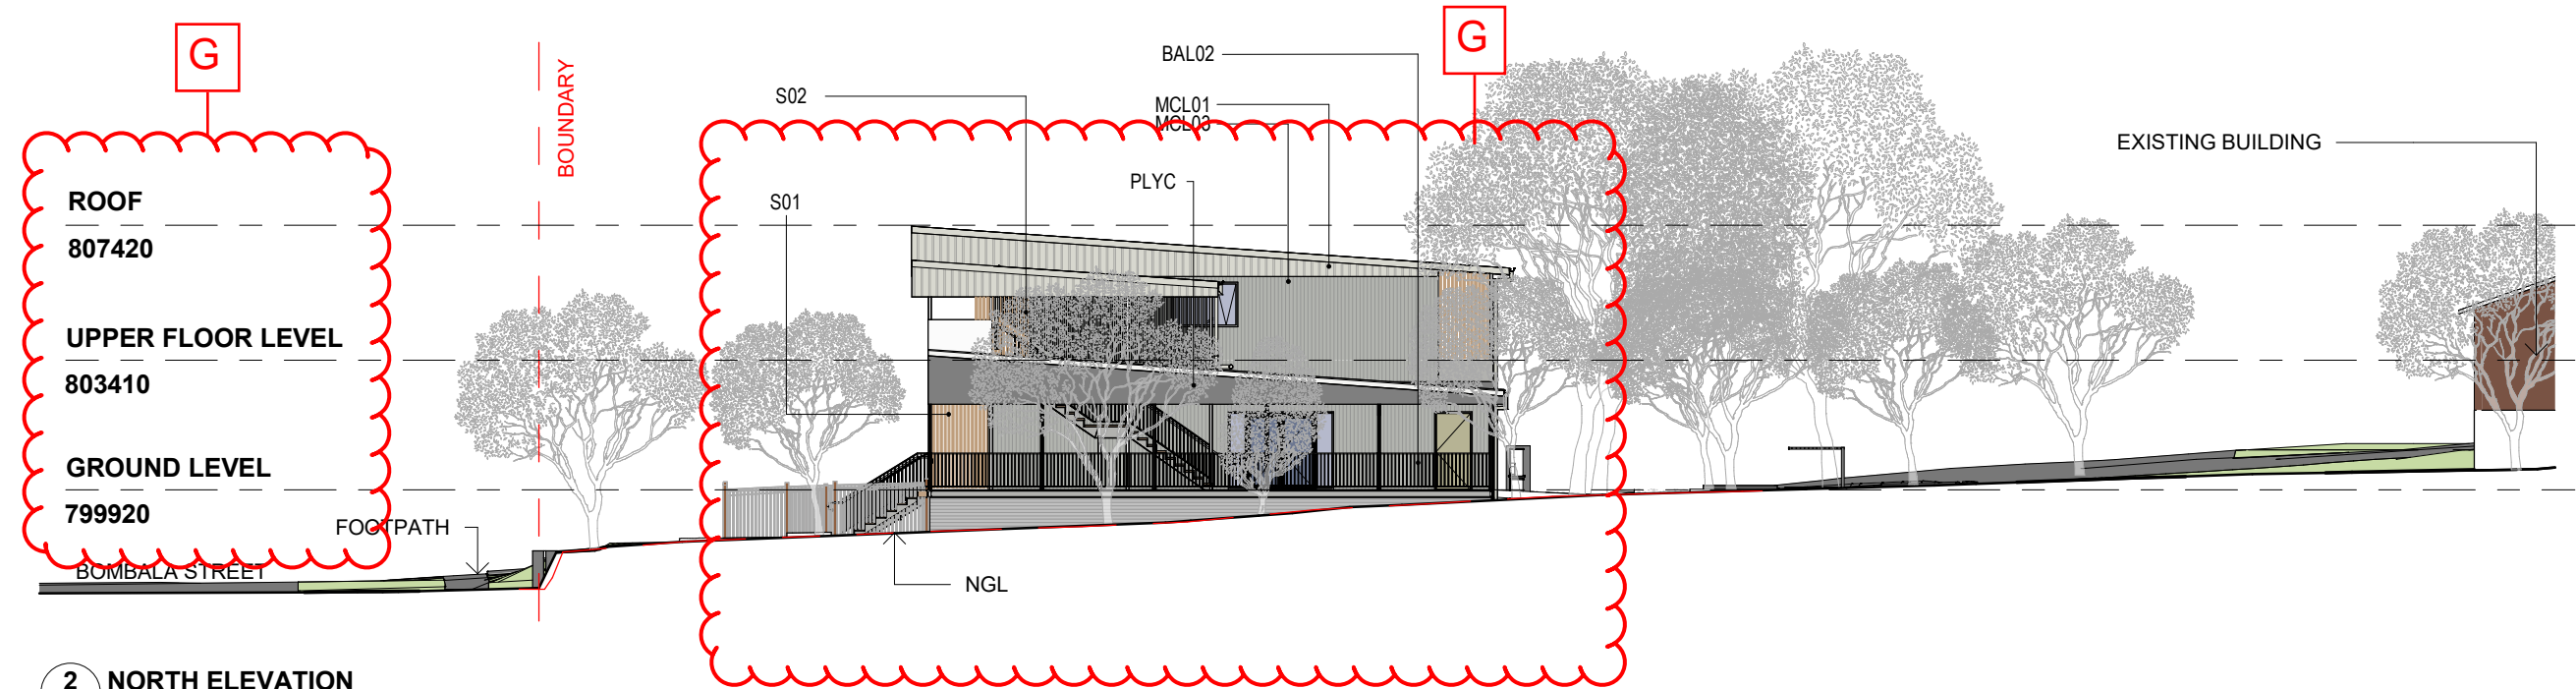 G
G
BOUNDARY
BAL02
S02
MCL01
MCL03
EXISTING BUILDING
PLYC
S01
ROOF
807420
UPPER FLOOR LEVEL
803410
GROUND LEVEL
799920
FOOTPATH
BOMBALA STREET
NGL
2 NORTH ELEVATION